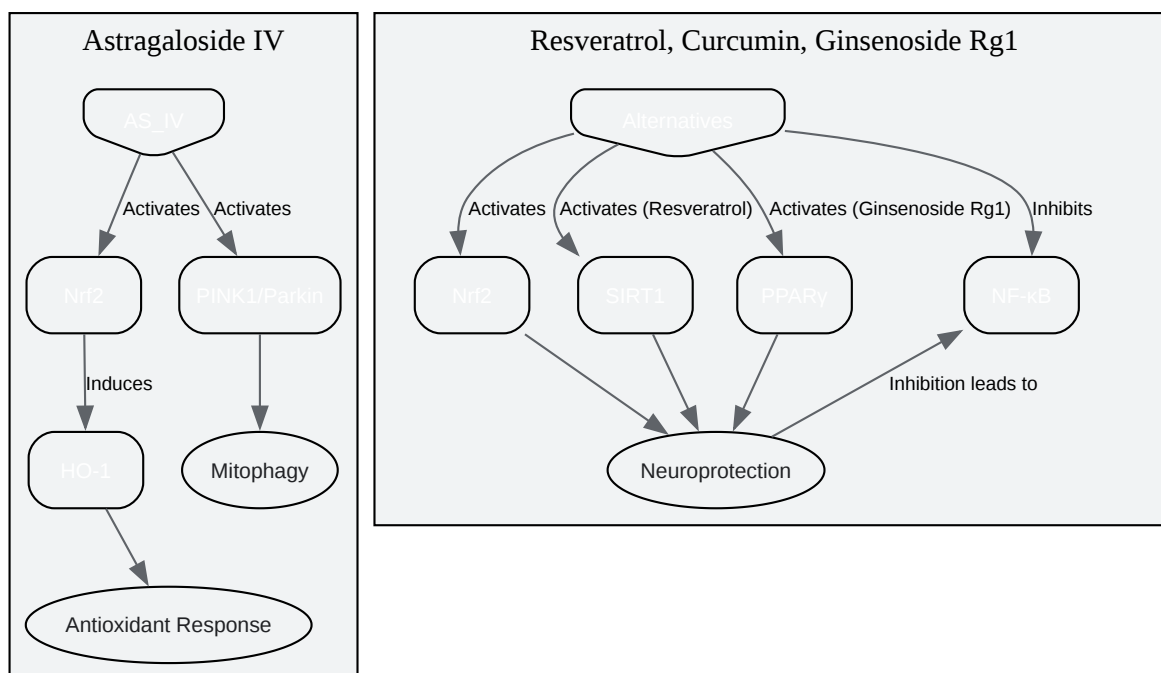 Astragaloside IV
AS_IV
Activates
Activates
Nrf2
PINK1/Parkin
Induces
HO-1
Mitophagy
Antioxidant Response
Resveratrol, Curcumin, Ginsenoside Rg1
Alternatives
Activates
Activates (Resveratrol)
Activates (Ginsenoside Rg1)
Inhibits
Nrf2
SIRT1
PPARγ
NF-κB
Inhibition leads to
Neuroprotection